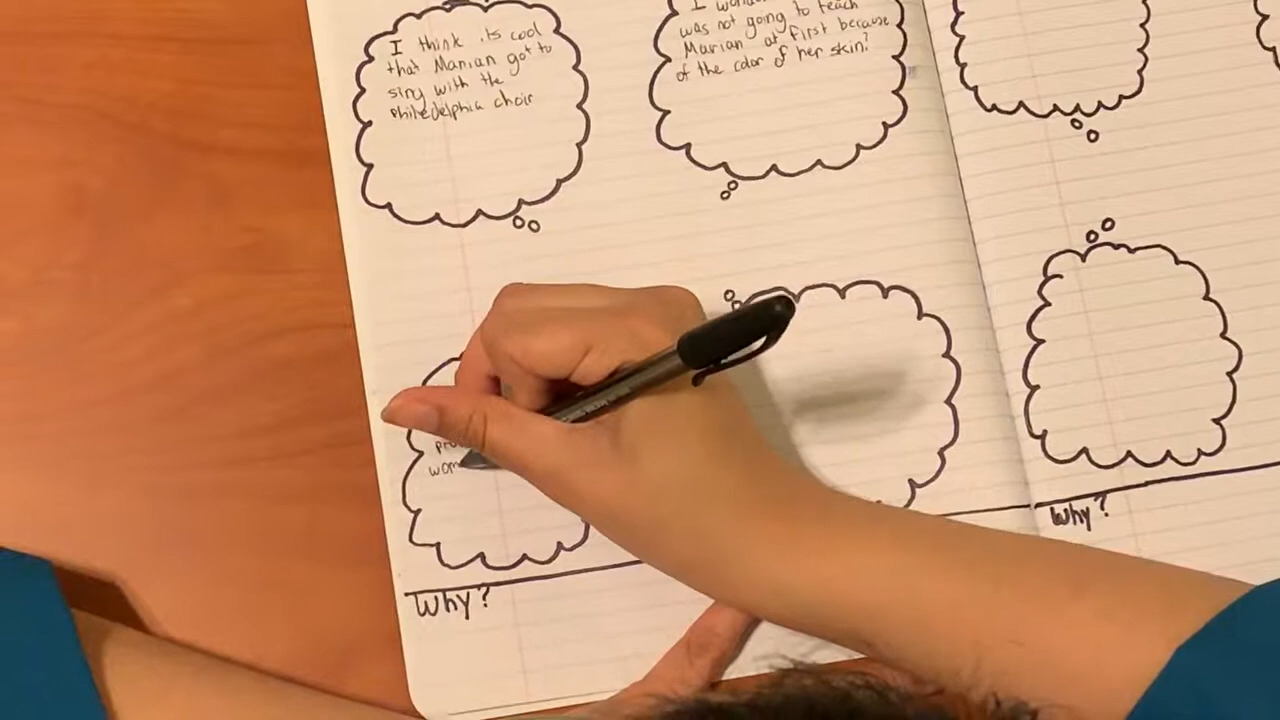 I think its cool
that Marian got to
sing with the
Philedelphia choir
I
was not going to teach
Marian at first because
of the color of her skin?
Why?
Why?